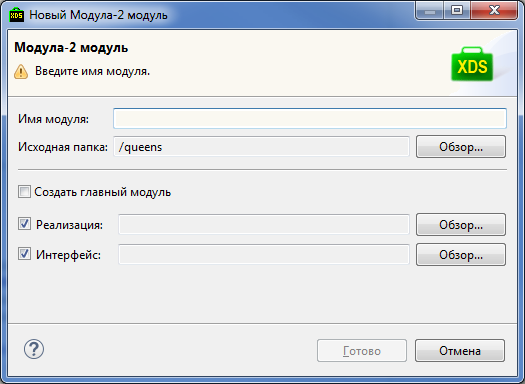 Новый Модула-2 модуль
Модула-2 модуль
Введите имя модуля.
XDS
Имя модуля:
Исходная папка: /queens Обзор...
Создать главный модуль
Реализация: Обзор...
Интерфейс: Обзор...
? Готово Отмена